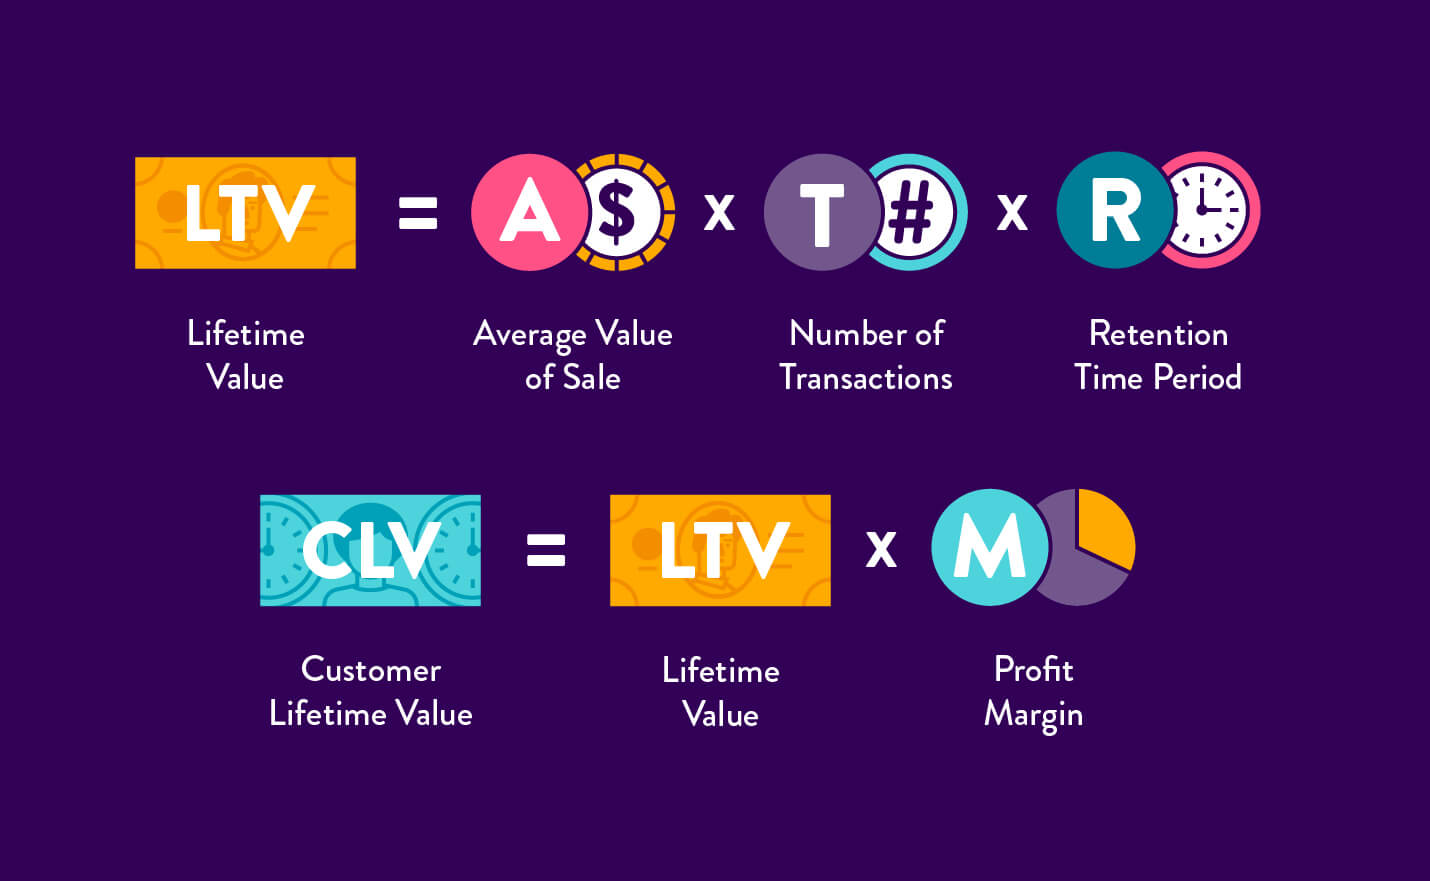 LTV = A $ x T # x R
Lifetime Value
Average Value of Sale
Number of Transactions
Retention Time Period
CLV = LTV x M
Customer Lifetime Value
Lifetime Value
Profit Margin